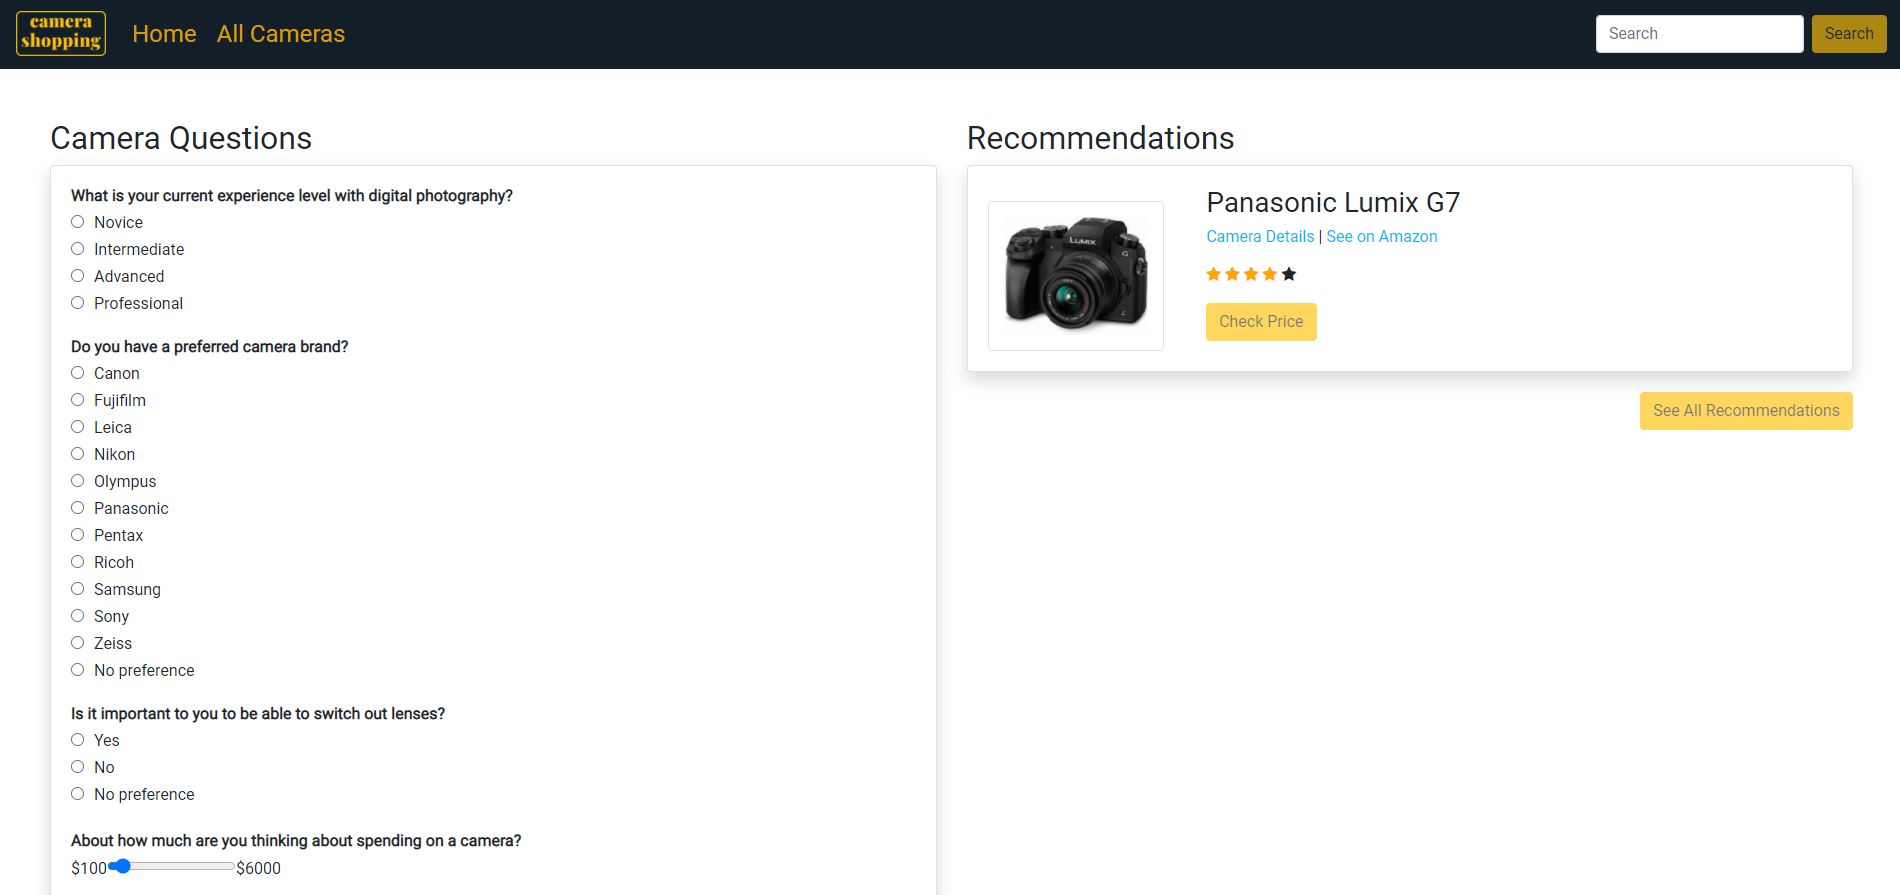 camera
shopping
Home
All Cameras
Search
Search
Camera Questions
What is your current experience level with digital photography?
Novice
Intermediate
Advanced
Professional
Do you have a preferred camera brand?
Canon
Fujifilm
Leica
Nikon
Olympus
Panasonic
Pentax
Ricoh
Samsung
Sony
Zeiss
No preference
Is it important to you to be able to switch out lenses?
Yes
No
No preference
About how much are you thinking about spending on a camera?
$100 $6000
Recommendations
LUMIX
G
Panasonic Lumix G7
Camera Details | See on Amazon
Check Price
See All Recommendations